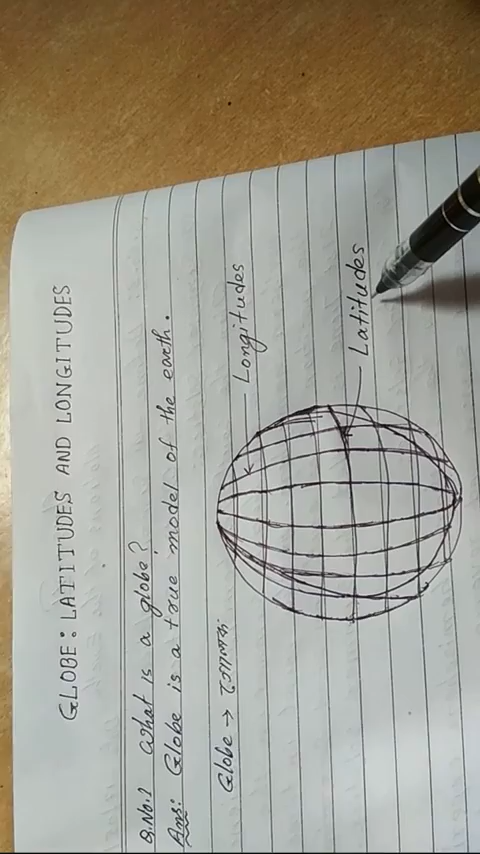 GLOBE: LATITUDES AND LONGITUDES
Q.No.1 What is a globe?
Ans: Globe is a true model of the earth.
Globe → গোলক
Longitudes
Latitudes